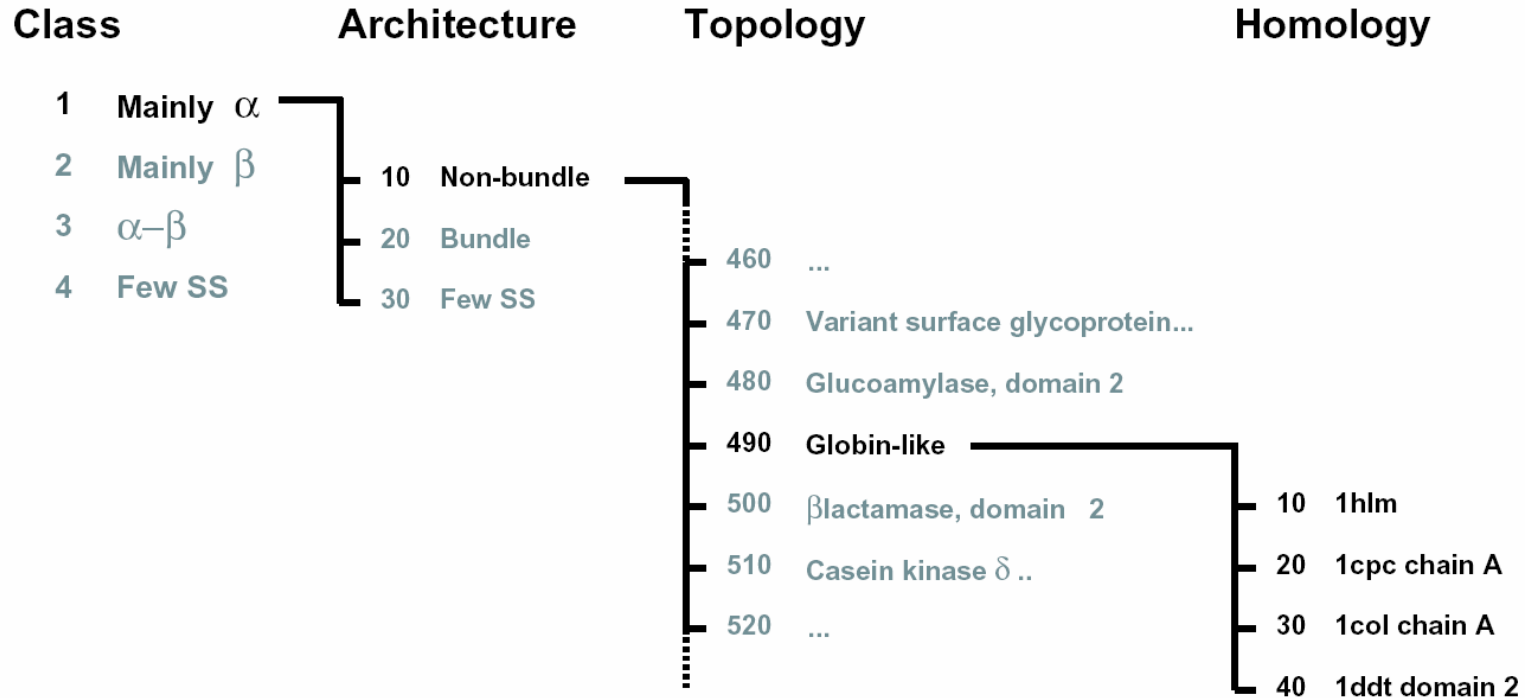 Class Architecture Topology Homology
1 Mainly α
2 Mainly β
3 α–β
4 Few SS
10 Non-bundle
20 Bundle
30 Few SS
460 ...
470 Variant surface glycoprotein...
480 Glucoamylase, domain 2
490 Globin-like
500 βlactamase, domain 2
510 Casein kinase δ ..
520 ...
10 1hlm
20 1cpc chain A
30 1col chain A
40 1ddt domain 2